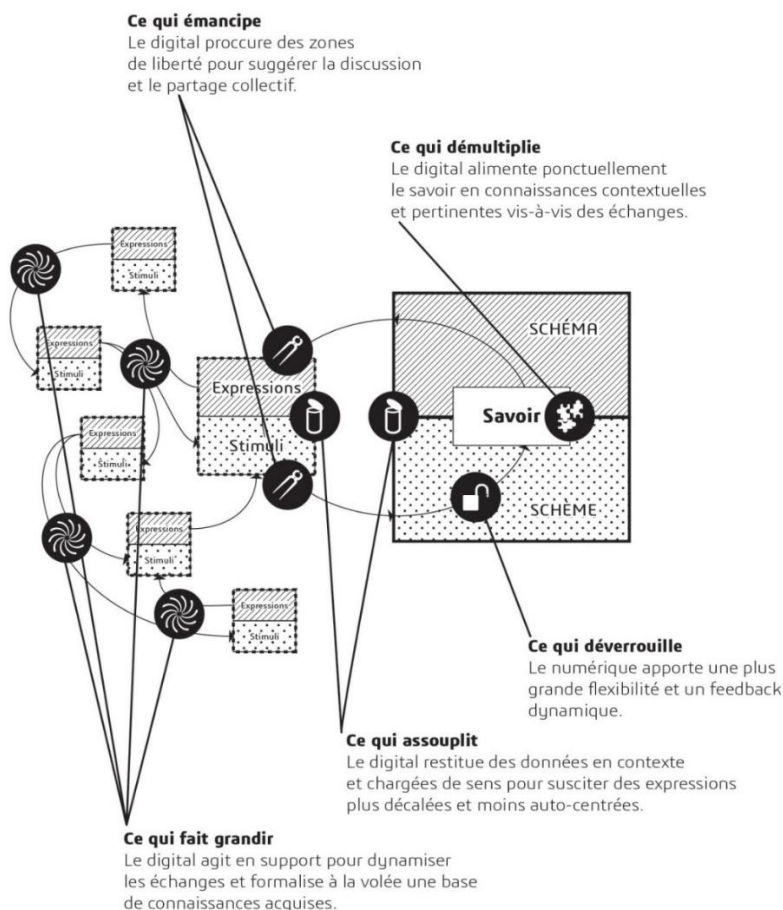 Ce qui émancipe
Le digital proccure des zones
de liberté pour suggérer la discussion
et le partage collectif.
Ce qui démultiplie
Le digital alimente ponctuellement
le savoir en connaissances contextuelles
et pertinentes vis-à-vis des échanges.
Expressions
Stimuli
Expressions
Stimuli
Expressions
Stimuli
Expressions
Stimuli
Expressions
Stimuli
Expressions
Stimuli
SCHÉMA
Savoir
SCHÈME
Ce qui déverrouille
Le numérique apporte une plus
grande flexibilité et un feedback
dynamique.
Ce qui assouplit
Le digital restitue des données en contexte
et chargées de sens pour susciter des expressions
plus décalées et moins auto-centrées.
Ce qui fait grandir
Le digital agit en support pour dynamiser
les échanges et formalise à la volée une base
de connaissances acquises.